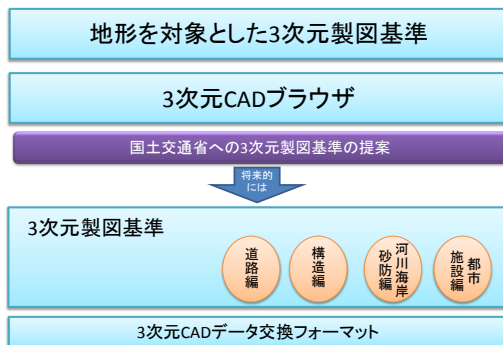 地形を対象とした3次元製図基準
3次元CADブラウザ
国土交通省への3次元製図基準の提案
将来的
には
3次元製図基準
道路編
構造編
河川海岸
砂防編
都市
施設編
3次元CADデータ交換フォーマット